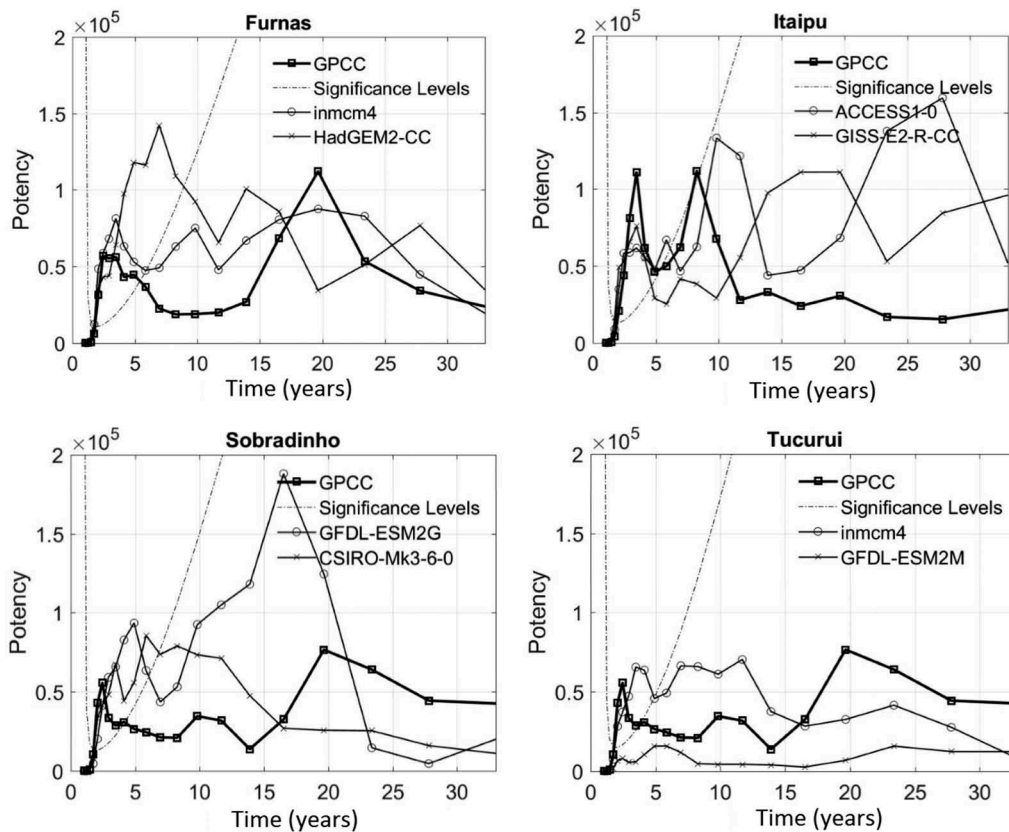 Furnas
×10^5
2
1.5
1
0.5
0
Potency
GPCC
Significance Levels
inmcm4
HadGEM2-CC
0 5 10 15 20 25 30
Time (years)
Itaipu
×10^5
2
1.5
1
0.5
0
Potency
GPCC
Significance Levels
ACCESS1-0
GISS-E2-R-CC
0 5 10 15 20 25 30
Time (years)
Sobradinho
×10^5
2
1.5
1
0.5
0
Potency
GPCC
Significance Levels
GFDL-ESM2G
CSIRO-Mk3-6-0
0 5 10 15 20 25 30
Time (years)
Tucurui
×10^5
2
1.5
1
0.5
0
Potency
GPCC
Significance Levels
inmcm4
GFDL-ESM2M
0 5 10 15 20 25 30
Time (years)